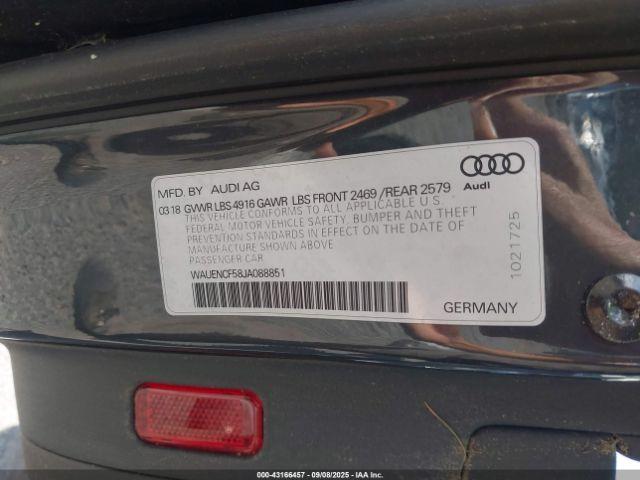 MFD. BY AUDI AG
Audi
03.18 GVWR LBS 4916 GAWR LBS FRONT 2469 /REAR 2579
THIS VEHICLE CONFORMS TO ALL APPLICABLE U.S.
FEDERAL MOTOR VEHICLE SAFETY, BUMPER AND THEFT
PREVENTION STANDARDS IN EFFECT ON THE DATE OF
MANUFACTURE SHOWN ABOVE
PASSENGER CAR
WAUENCF58JA088851
1021725
GERMANY
000-43166457 - 09/08/2025 - IAA Inc.